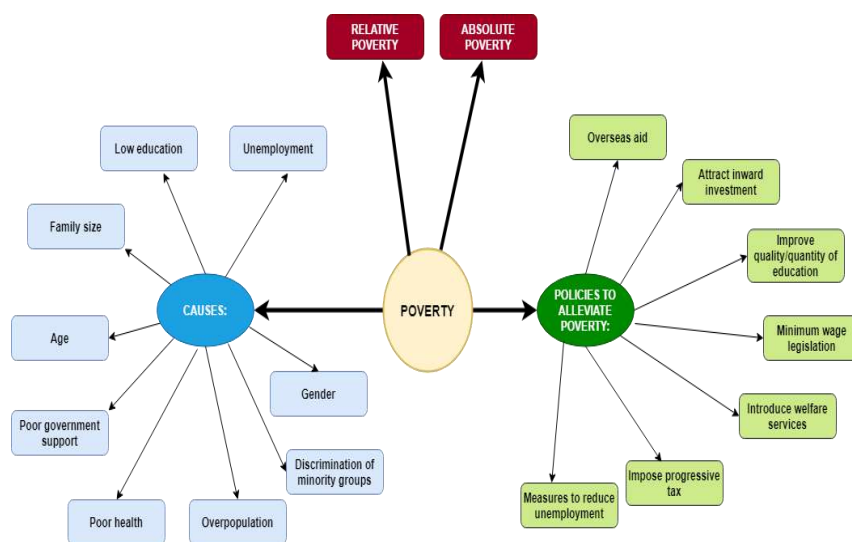 RELATIVE
POVERTY
ABSOLUTE
POVERTY
Low education
Unemployment
Family size
CAUSES:
Age
Poor government
support
Poor health
Overpopulation
Discrimination of
minority groups
Gender
POVERTY
Overseas aid
Attract inward
investment
Improve
quality/quantity of
education
POLICIES TO
ALLEVIATE
POVERTY:
Minimum wage
legislation
Introduce welfare
services
Impose progressive
tax
Measures to reduce
unemployment